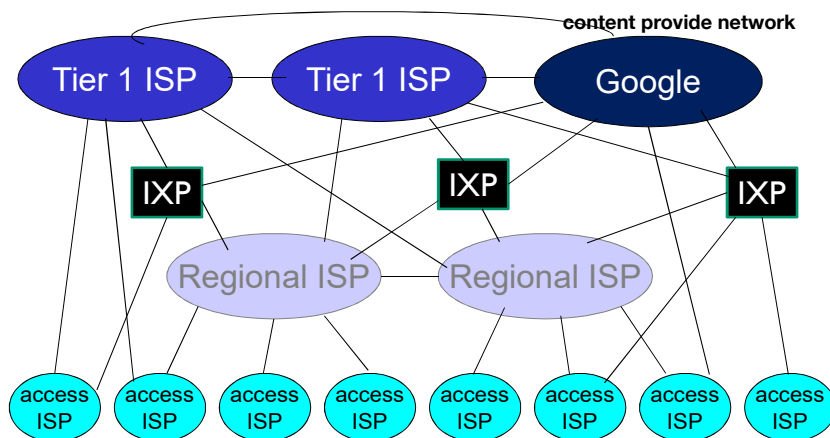 content provide network
Tier 1 ISP
Tier 1 ISP
Google
IXP
IXP
IXP
Regional ISP
Regional ISP
access
ISP
access
ISP
access
ISP
access
ISP
access
ISP
access
ISP
access
ISP
access
ISP